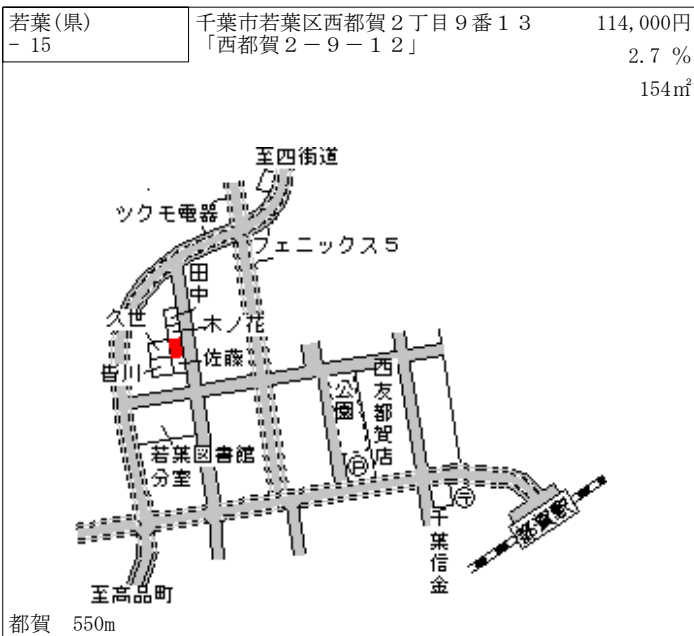 若葉(県)
- 15
千葉市若葉区西都賀２丁目９番１３
「西都賀２－９－１２」
114,000円
2.7 %
154㎡
至四街道
ツクモ電器
フェニックス５
田中
久世
木ノ花
佐藤
皆川
西友都賀店
公園
若葉図書館
分室
千葉信金
都賀駅
至高品町
都賀 550m